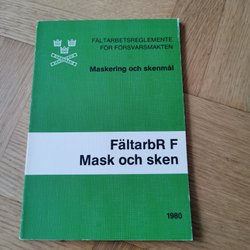 FÄLTARBETSREGLEMENTE
FÖR FÖRSVARSMAKTEN
Maskering och skenmål
FältarbR F
Mask och sken
1980